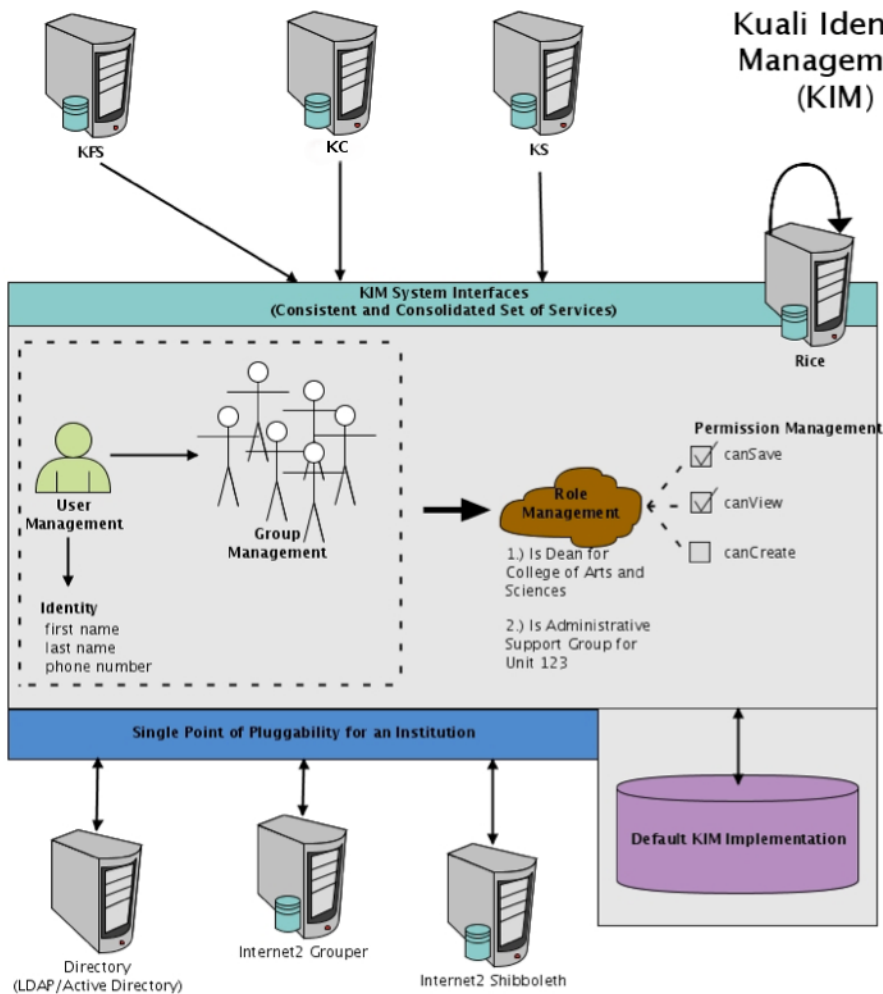 Kuali Iden
Managem
(KIM)
KFS
KC
KS
Rice
KIM System Interfaces
(Consistent and Consolidated Set of Services)
User
Management
Group
Management
Identity
first name
last name
phone number
Role
Management
1.) Is Dean for
College of Arts and
Sciences
2.) Is Administrative
Support Group for
Unit 123
Permission Management
canSave
canView
canCreate
Single Point of Pluggability for an Institution
Default KIM Implementation
Directory
(LDAP/Active Directory)
Internet2 Grouper
Internet2 Shibboleth